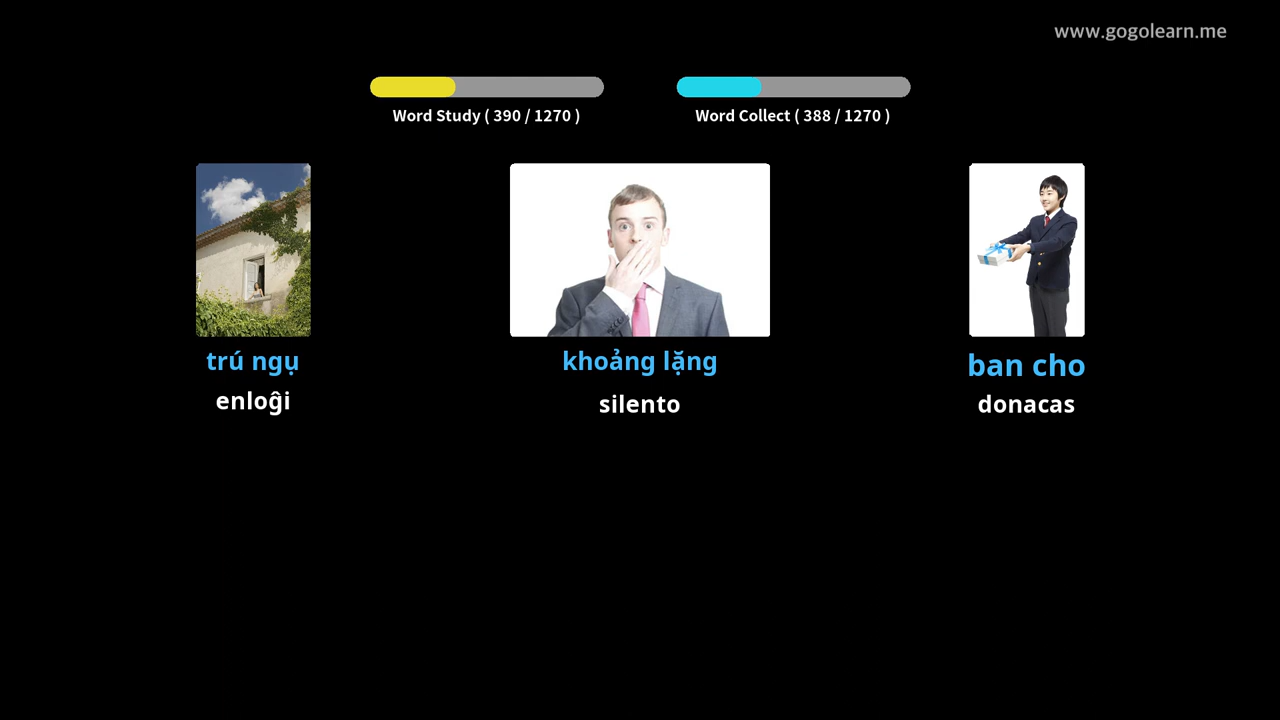 www.gogolearn.me
Word Study ( 390 / 1270 )
Word Collect ( 388 / 1270 )
trú ngụ
khoảng lặng
ban cho
enloĝi
silento
donacas